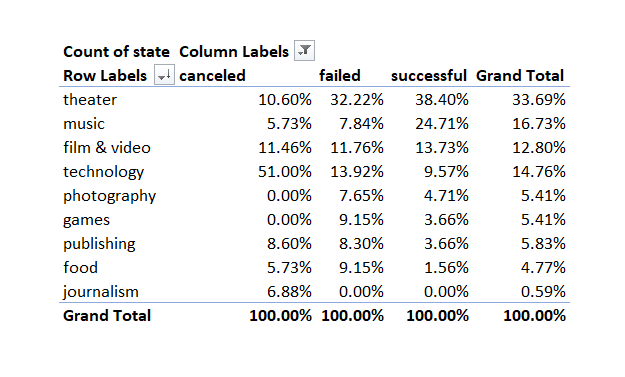 Count of state Column Labels
Row Labels canceled failed successful Grand Total
theater 10.60% 32.22% 38.40% 33.69%
music 5.73% 7.84% 24.71% 16.73%
film & video 11.46% 11.76% 13.73% 12.80%
technology 51.00% 13.92% 9.57% 14.76%
photography 0.00% 7.65% 4.71% 5.41%
games 0.00% 9.15% 3.66% 5.41%
publishing 8.60% 8.30% 3.66% 5.83%
food 5.73% 9.15% 1.56% 4.77%
journalism 6.88% 0.00% 0.00% 0.59%
Grand Total 100.00% 100.00% 100.00% 100.00%